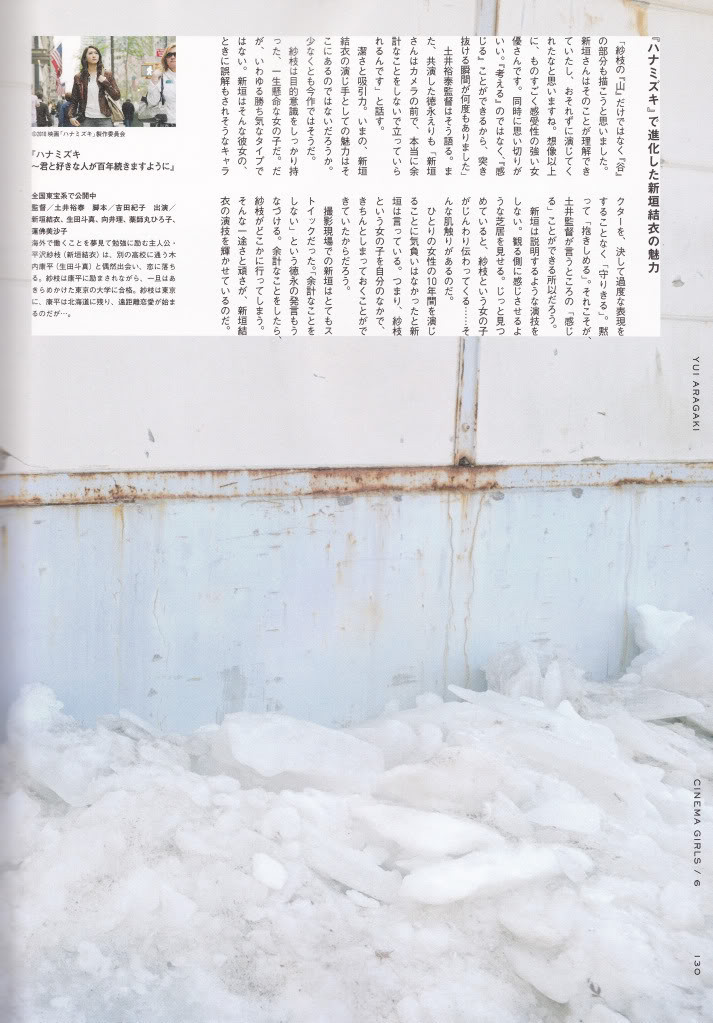 『ハナミズキ』で進化した新垣結衣の魅力
「紗枝の『凸』だけではなく『谷』
の部分も描こうと思いました。
新垣さんはそのことが理解でき
ていたし、おそれずに演じてく
れたなと思いますね。想像以上
に、ものすごく感受性の強い女
優さんです。同時に思い切りが
いい。『考える』のではなく、『感
じる』ことができるから、突き
抜ける瞬間が何度もありました」
　土井裕泰監督はそう語る。ま
た、共演した徳永えりも「新垣
さんはカメラの前で、本当に余
計なことをしないで立っていら
れるんです」と話す。
　潔さと吸引力。いまの、新垣
結衣の演じ手としての魅力はそ
こにあるのではないだろうか。
少なくとも今作ではそうだ。
　紗枝は目的意識をしっかり持
った、一生懸命な女の子だ。だ
が、いわゆる勝ち気なタイプで
はない。新垣はそんな彼女の、
ときに誤解もされそうなキャラ
クターを、決して過度な表現を
することなく、「守りきる」。黙
って「抱きしめる」。それこそが、
土井監督が言うところの「感じ
る」ことができる所以だろう。
　新垣は説明するような演技を
しない。観る側に感じさせるよ
うな芝居を見せる。じっと見つ
めていると、紗枝という女の子
がじんわり伝わってくる……そ
んな肌触りがあるのだ。
　ひとりの女性の10年間を演じ
ることに気負いはなかったと新
垣は言っている。つまり、紗枝
という女の子を自分のなかで、
きちんとしまっておくことがで
きていたからだろう。
　撮影現場での新垣はとてもス
トイックだった。「余計なことを
しない」という徳永の発言もう
なづける。余計なことをしたら、
紗枝がどこかに行ってしまう。
そんな一途さと頑さが、新垣結
衣の演技を輝かせているのだ。
©2010 映画「ハナミズキ」製作委員会
『ハナミズキ
〜君と好きな人が百年続きますように』
全国東宝系で公開中
監督／土井裕泰　脚本／吉田紀子　出演／
新垣結衣、生田斗真、向井理、薬師丸ひろ子、
蓮佛美沙子
海外で働くことを夢見て勉強に励む主人公・
平沢紗枝（新垣結衣）は、別の高校に通う木
内康平（生田斗真）と偶然出会い、恋に落ち
る。紗枝は康平に励まされながら、一旦はあ
きらめかけた東京の大学に合格。紗枝は東京
に、康平は北海道に残り、遠距離恋愛が始ま
るのだが…。
YUI ARAGAKI
CINEMA GIRLS / 6
130